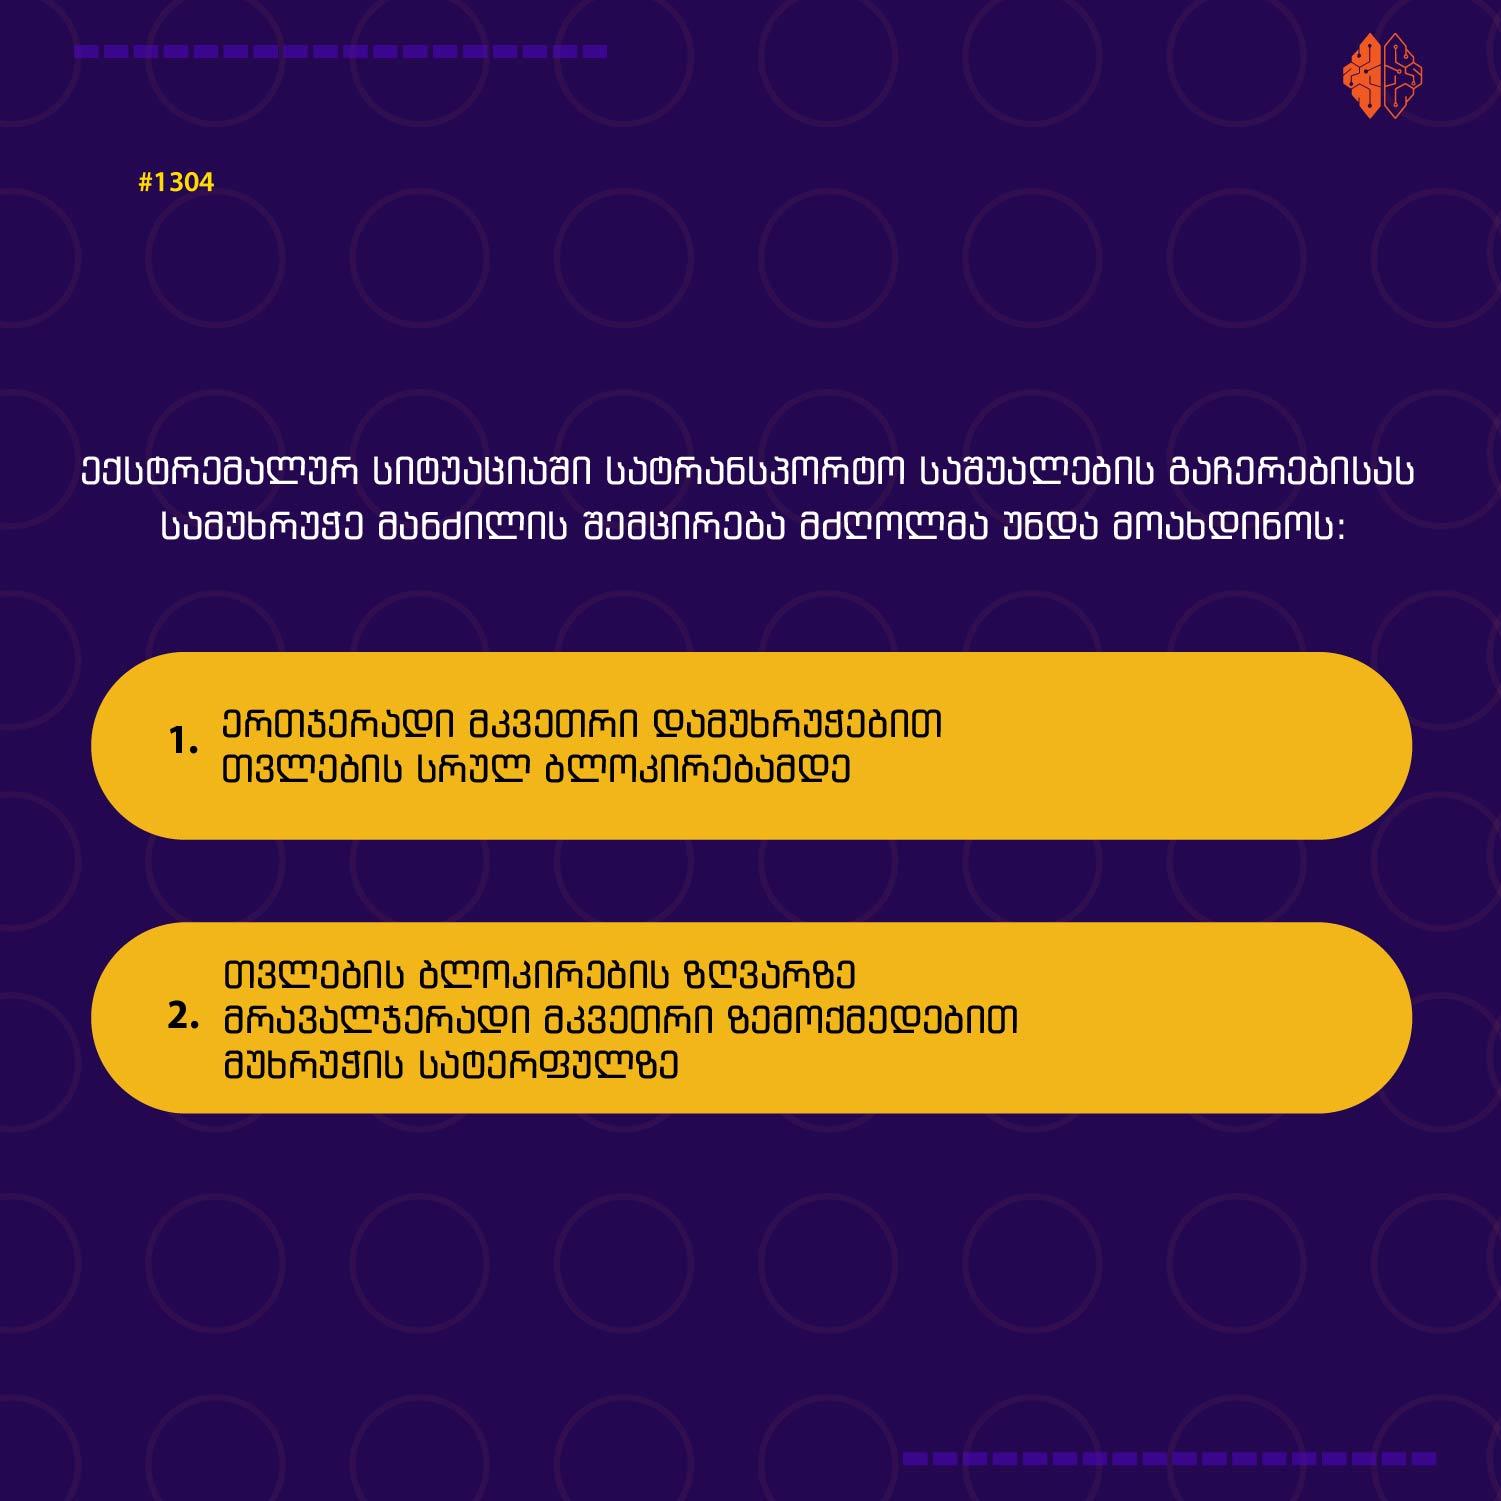 #1304
ექსტრემალურ სიტუაციაში სატრანსპორტო საშუალების გაჩერებისას
სამუხრუჭე მანძილის შემცირება მძღოლმა უნდა მოახდინოს:
1. ერთჯერადი მკვეთრი დამუხრუჭებით
თვლების სრულ ბლოკირებამდე
თვლების ბლოკირების ზღვარზე
2. მრავალჯერადი მკვეთრი ზემოქმედებით
მუხრუჭის სატერფულზე